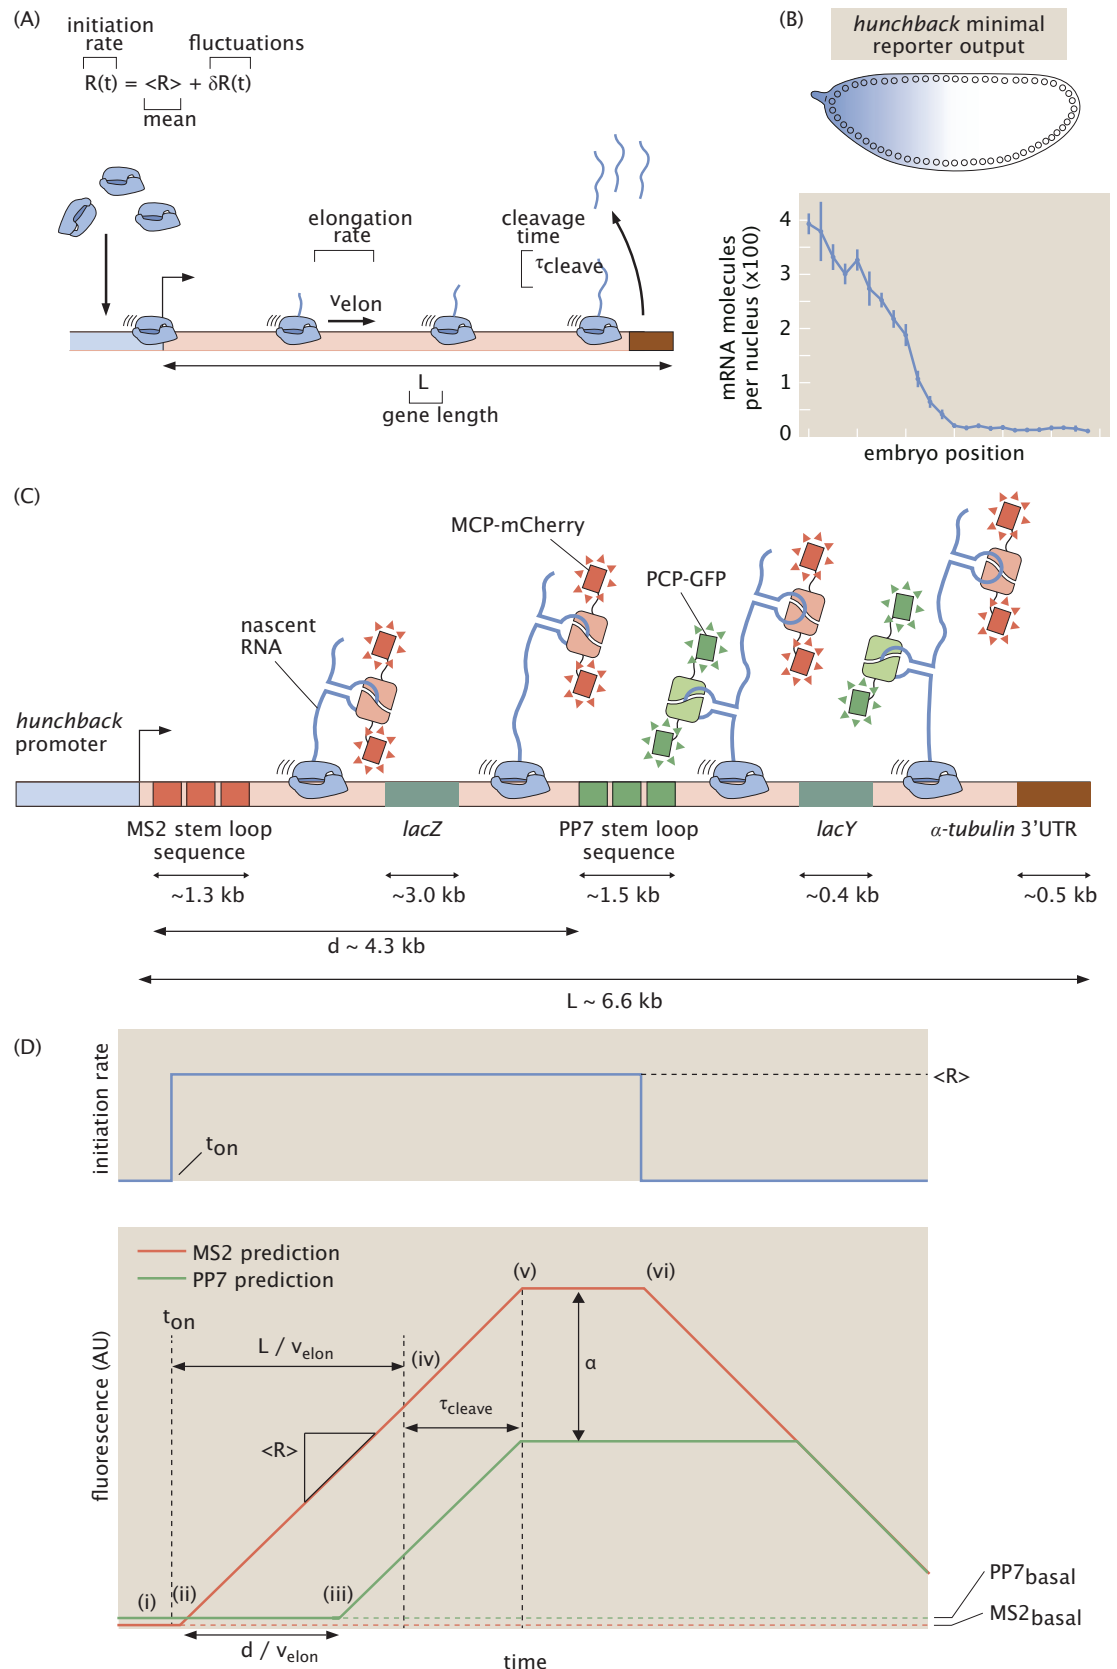 (A)
initiation
rate
fluctuations
R(t) = <R> + δR(t)
mean
elongation
rate
cleavage
time
τcleave
velon
L
gene length
(B)
hunchback minimal
reporter output
mRNA molecules
per nucleus (x100)
4
3
2
1
0
embryo position
(C)
MCP-mCherry
PCP-GFP
nascent
RNA
hunchback
promoter
MS2 stem loop
sequence
lacZ
PP7 stem loop
sequence
lacY
α-tubulin 3’UTR
~1.3 kb
~3.0 kb
~1.5 kb
~0.4 kb
~0.5 kb
d ~ 4.3 kb
L ~ 6.6 kb
(D)
initiation rate
ton
<R>
MS2 prediction
PP7 prediction
fluorescence (AU)
ton
L / velon
(iv)
(v)
(vi)
α
τcleave
<R>
(i)
(ii)
(iii)
d / velon
PP7basal
MS2basal
time